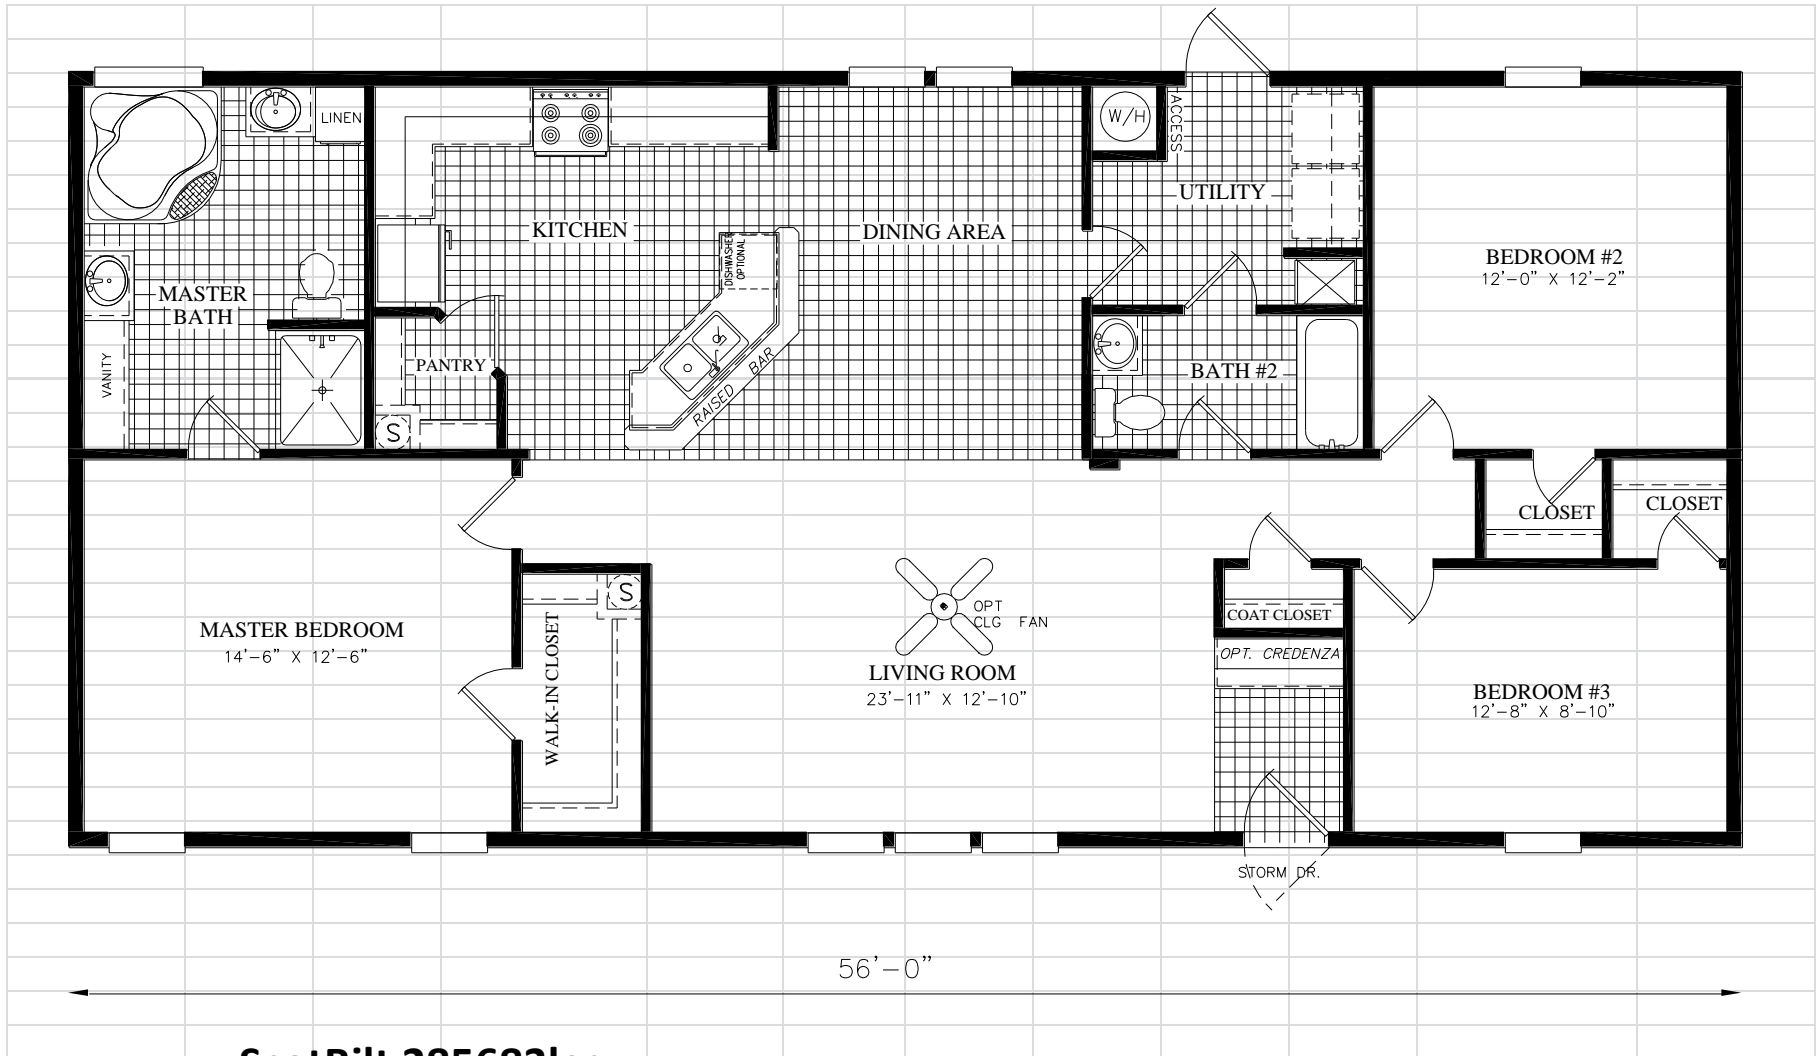 LINEN
W/H
ACCESS
UTILITY
KITCHEN
DINING AREA
DISHWASHER
OPTIONAL
BEDROOM #2
12'-0" X 12'-2"
MASTER
BATH
VANITY
PANTRY
RAISED BAR
BATH #2
S
CLOSET
CLOSET
S
WALK-IN CLOSET
MASTER BEDROOM
14'-6" X 12'-6"
OPT
CLG FAN
LIVING ROOM
23'-11" X 12'-10"
COAT CLOSET
OPT. CREDENZA
BEDROOM #3
12'-8" X 8'-10"
STORM DR.
56'-0"